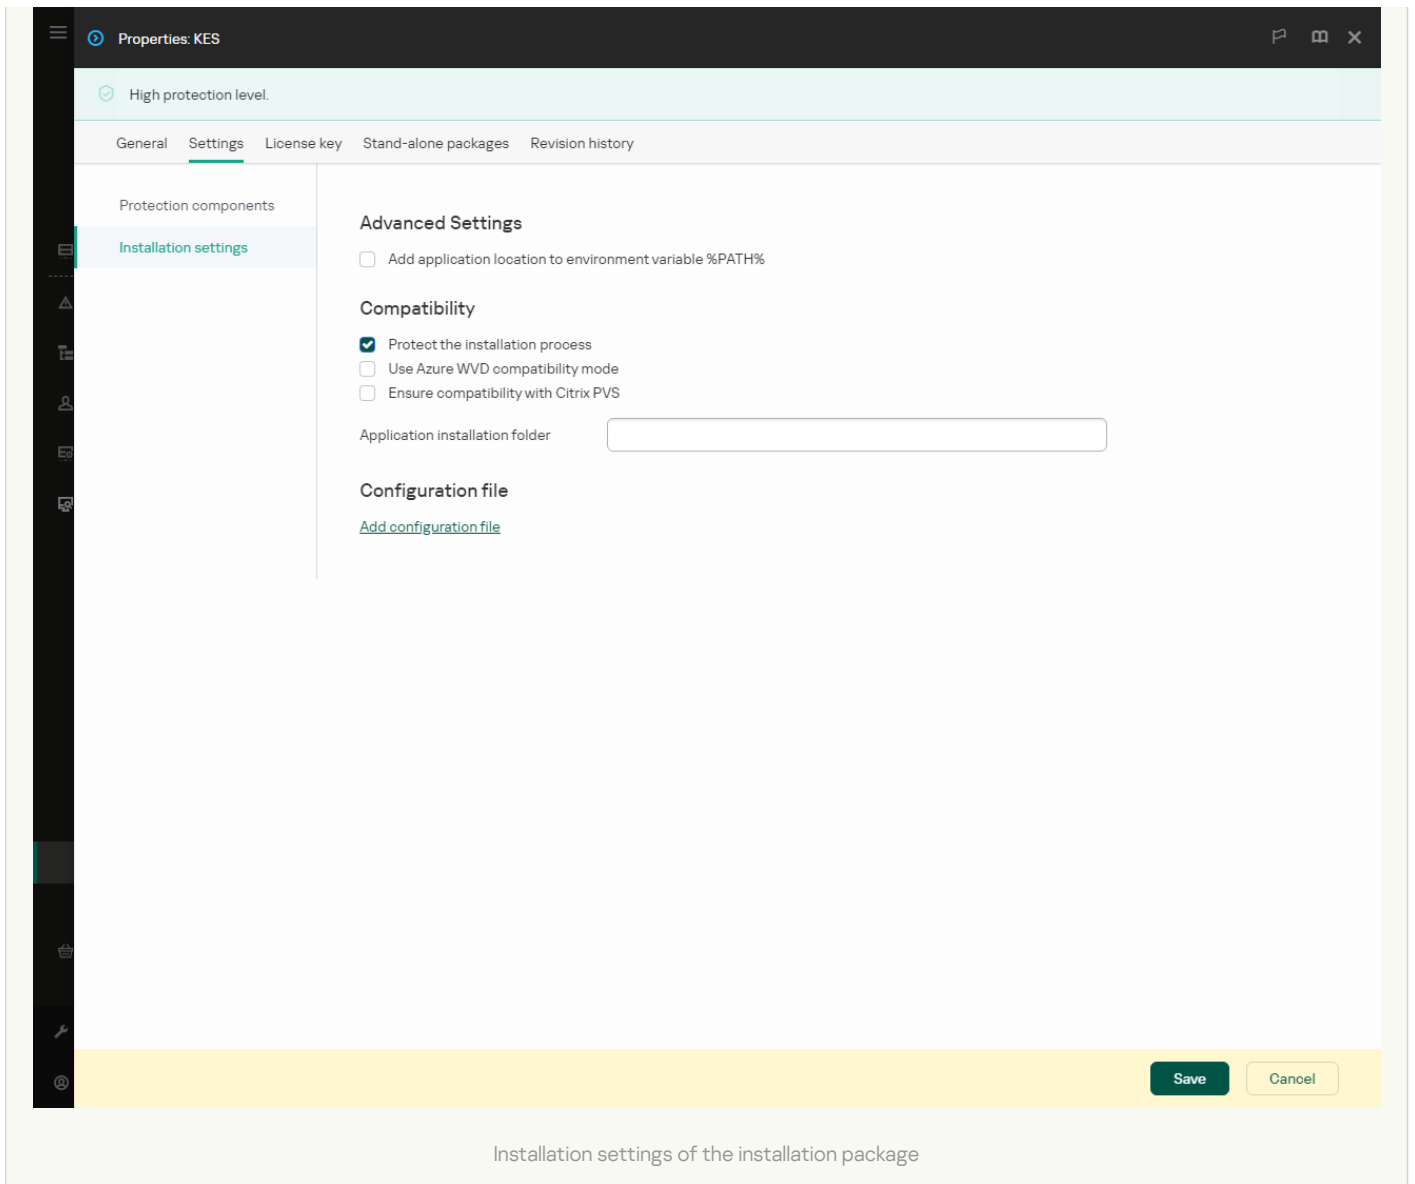 Properties: KES
High protection level.
General Settings License key Stand-alone packages Revision history
Protection components
Installation settings
Advanced Settings
Add application location to environment variable %PATH%
Compatibility
Protect the installation process
Use Azure WVD compatibility mode
Ensure compatibility with Citrix PVS
Application installation folder
Configuration file
Add configuration file
Save Cancel
Installation settings of the installation package